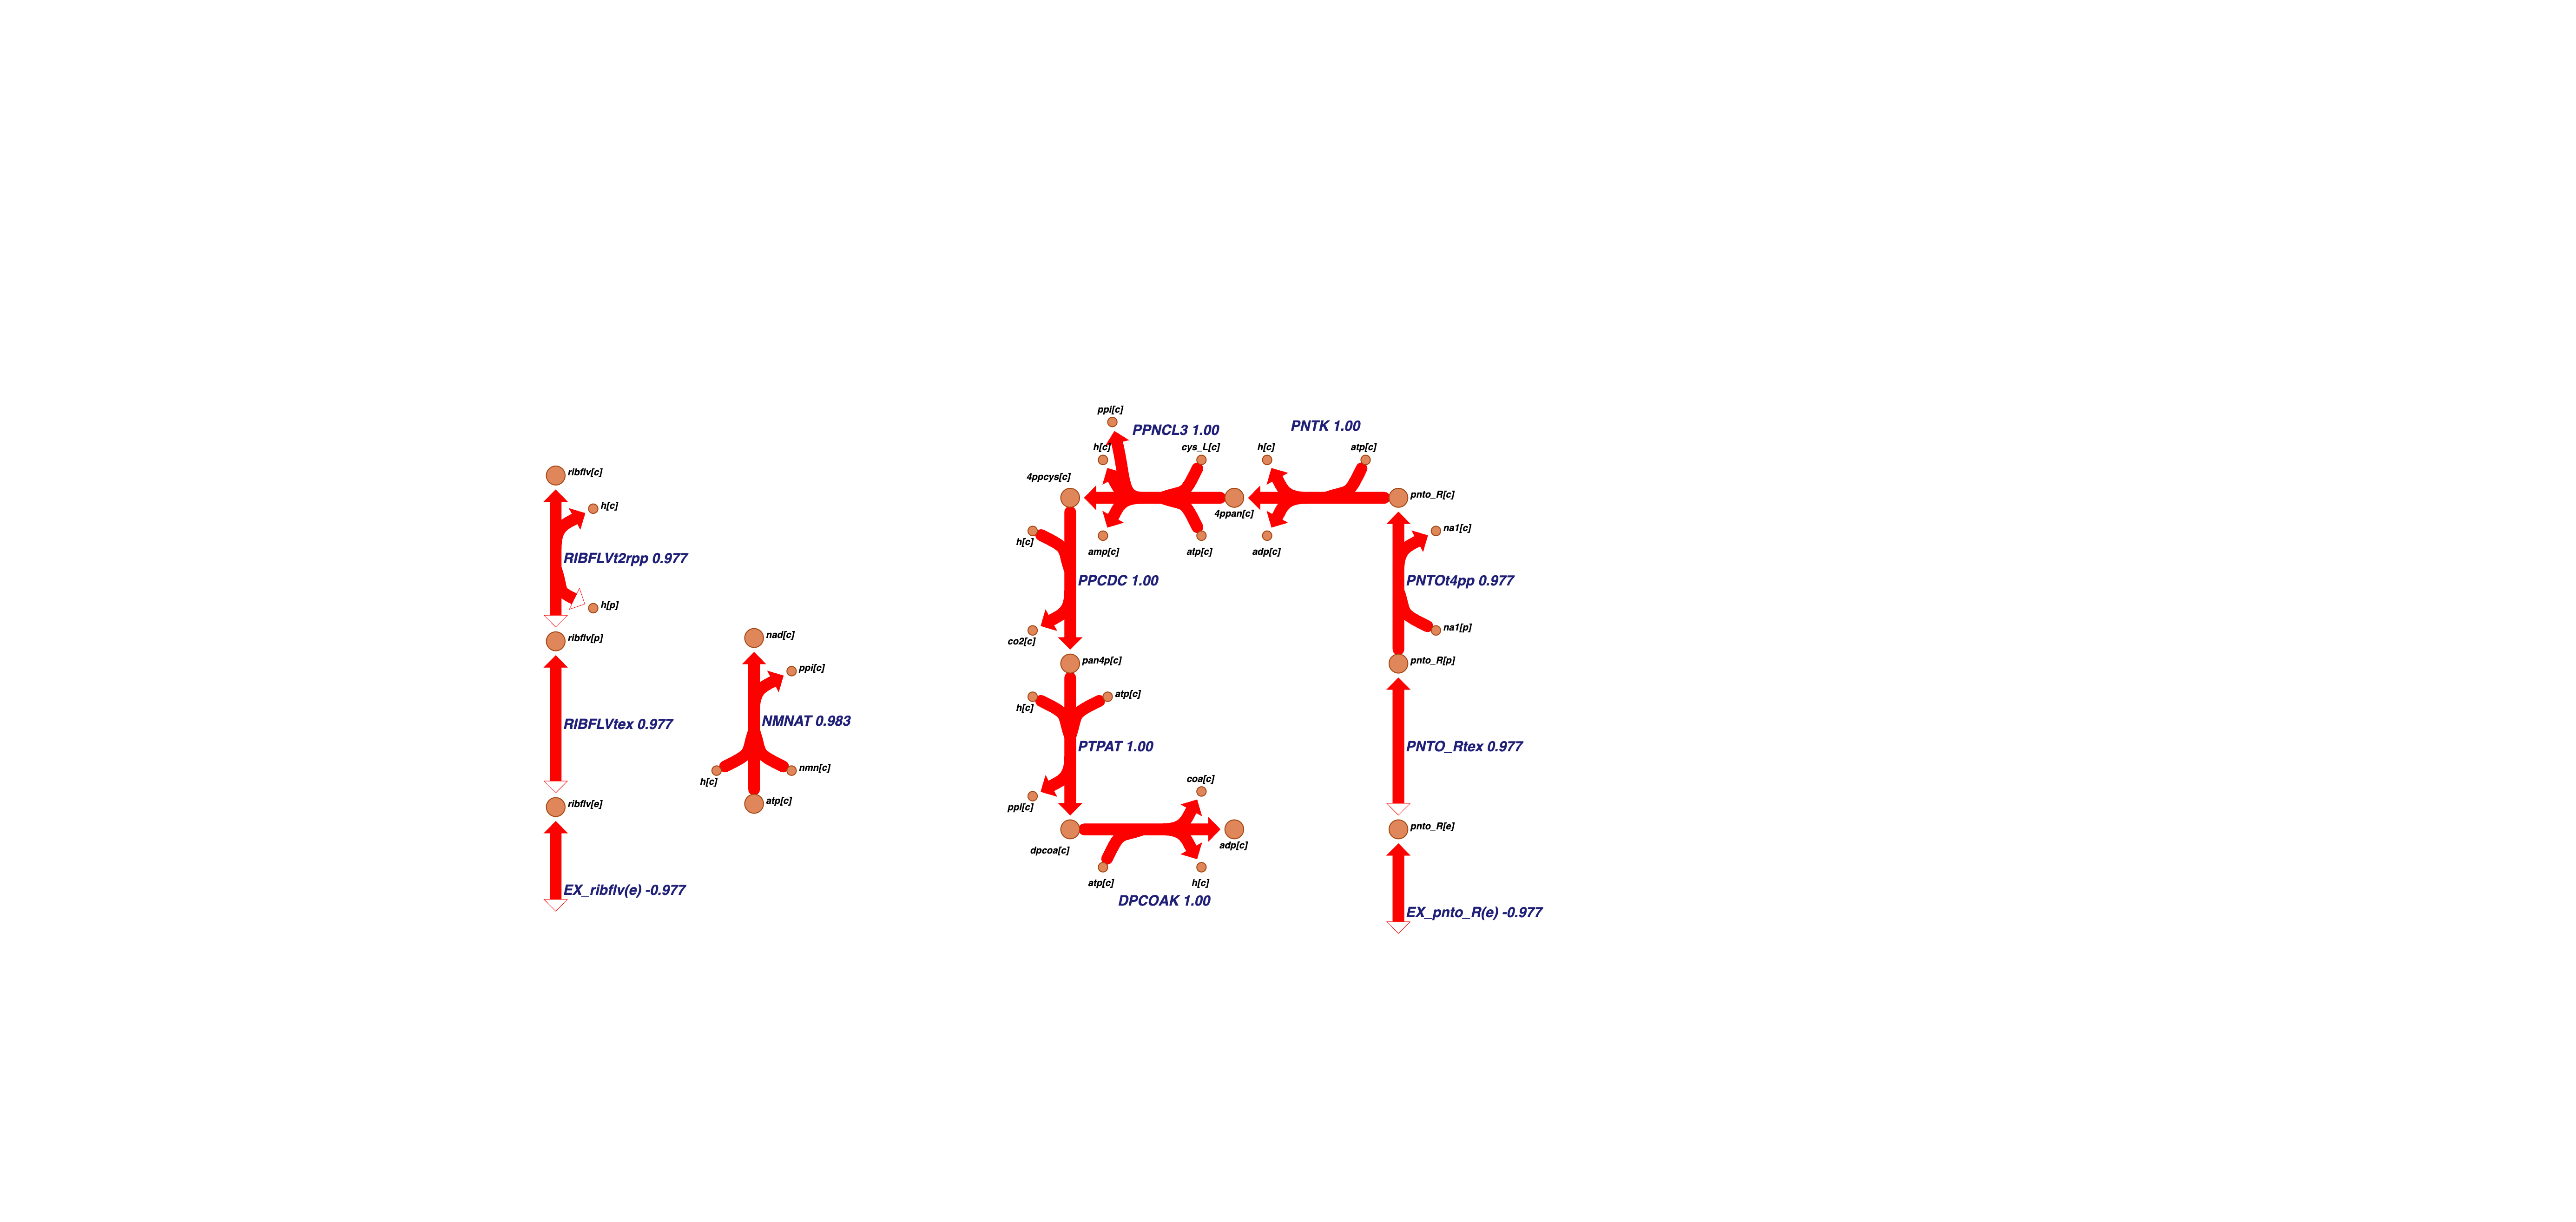 ribflv[c]
h[c]
RIBFLVt2rpp 0.977
h[p]
ribflv[p]
RIBFLVtex 0.977
ribflv[e]
EX_ribflv(e) -0.977
nad[c]
ppi[c]
NMNAT 0.983
nmn[c]
h[c]
atp[c]
ppi[c]
PPNCL3 1.00
h[c]
cys_L[c]
4ppcys[c]
4ppan[c]
amp[c]
atp[c]
PNTK 1.00
h[c]
atp[c]
adp[c]
h[c]
PPCDC 1.00
co2[c]
pan4p[c]
h[c]
atp[c]
PTPAT 1.00
ppi[c]
dpcoa[c]
coa[c]
adp[c]
atp[c]
h[c]
DPCOAK 1.00
pnto_R[c]
na1[c]
PNTOt4pp 0.977
na1[p]
pnto_R[p]
PNTO_Rtex 0.977
pnto_R[e]
EX_pnto_R(e) -0.977